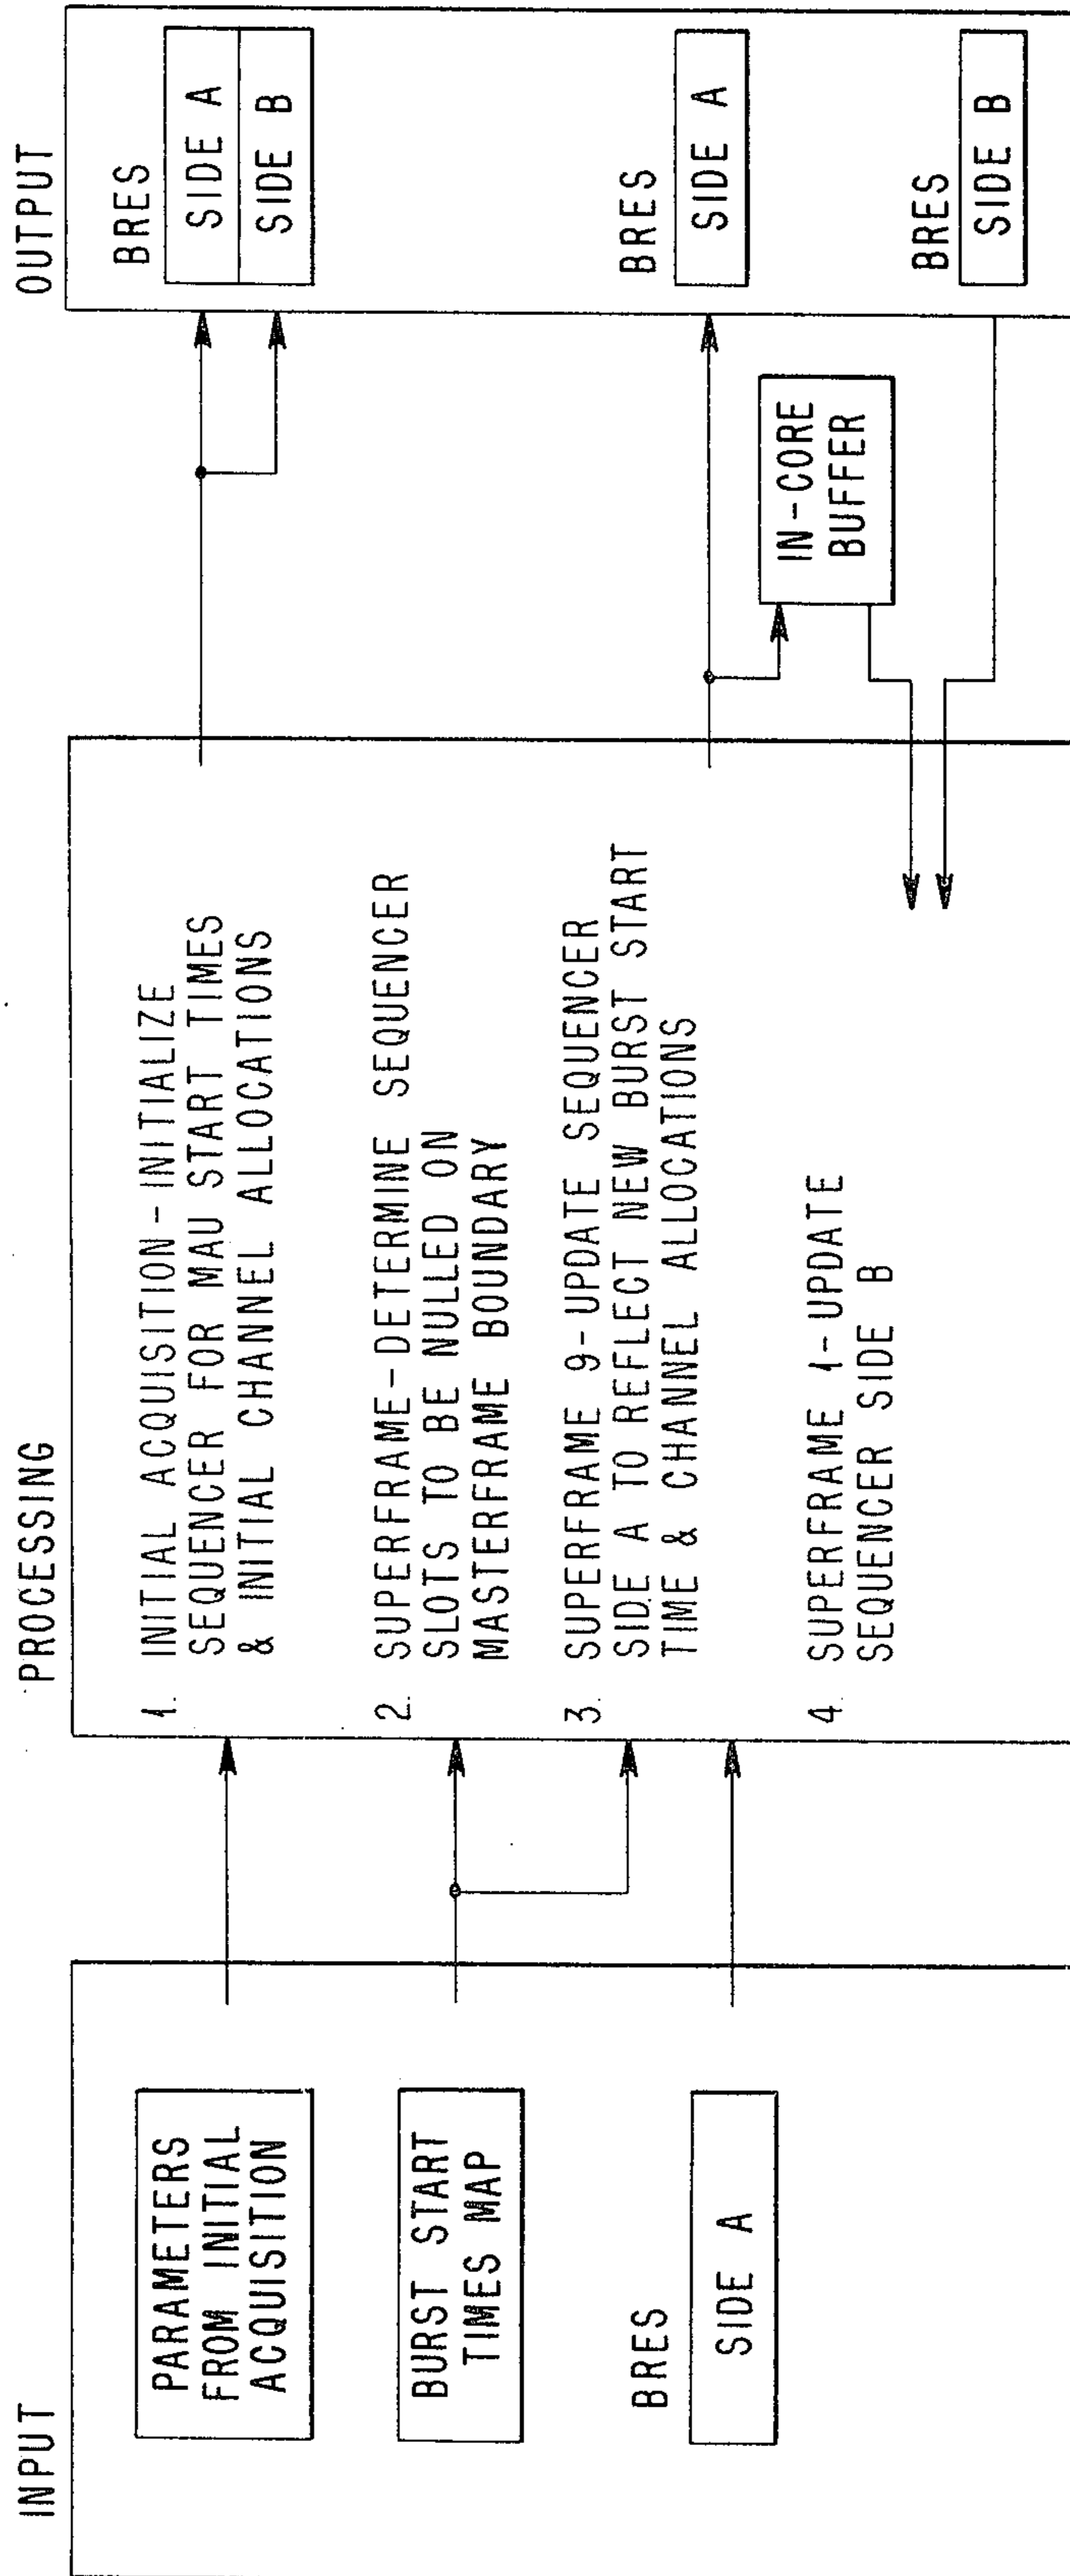 INPUT
PARAMETERS
FROM INITIAL
ACQUISITION
BURST START
TIMES MAP
BRES
SIDE A
PROCESSING
1. INITIAL ACQUISITION-INITIALIZE
SEQUENCER FOR MAU START TIMES
& INITIAL CHANNEL ALLOCATIONS
2. SUPERFRAME-DETERMINE SEQUENCER
SLOTS TO BE NULLED ON
MASTERFRAME BOUNDARY
3. SUPERFRAME 9-UPDATE SEQUENCER
SIDE A TO REFLECT NEW BURST START
TIME & CHANNEL ALLOCATIONS
4. SUPERFRAME 1-UPDATE
SEQUENCER SIDE B
OUTPUT
BRES
SIDE A
SIDE B
BRES
SIDE A
IN-CORE
BUFFER
BRES
SIDE B